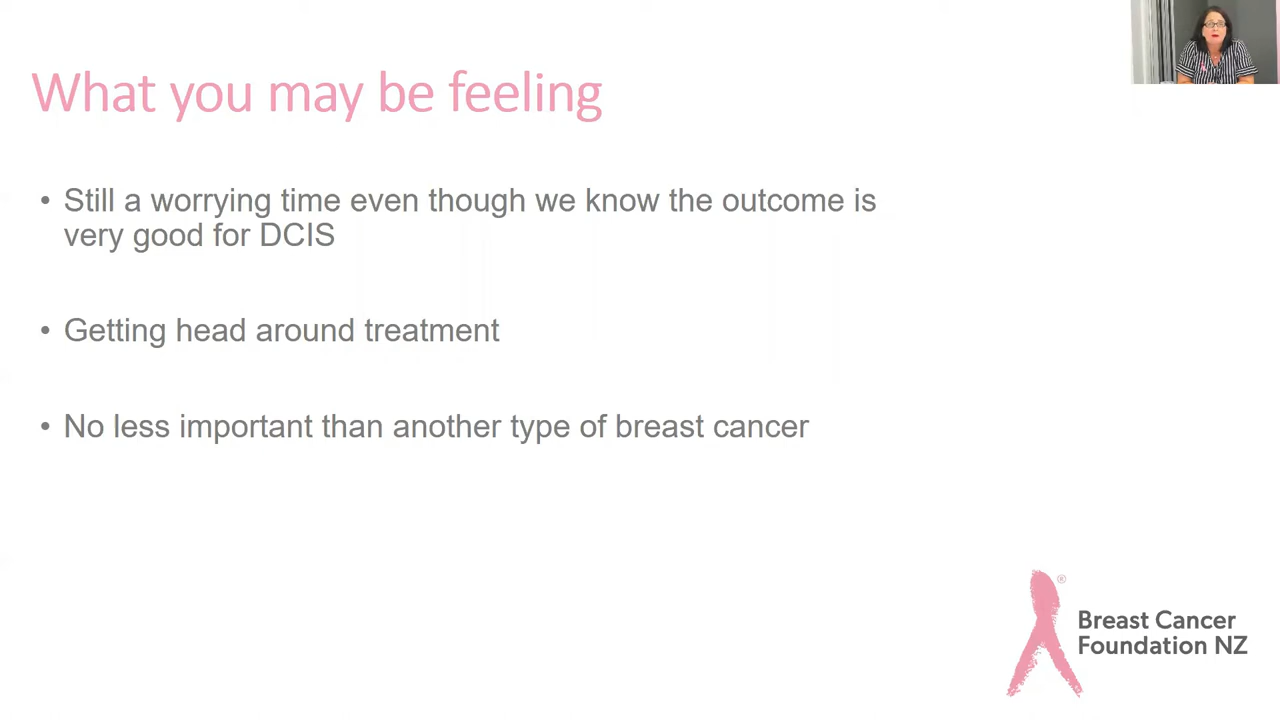 What you may be feeling
• Still a worrying time even though we know the outcome is
very good for DCIS
• Getting head around treatment
• No less important than another type of breast cancer
®
Breast Cancer
Foundation NZ